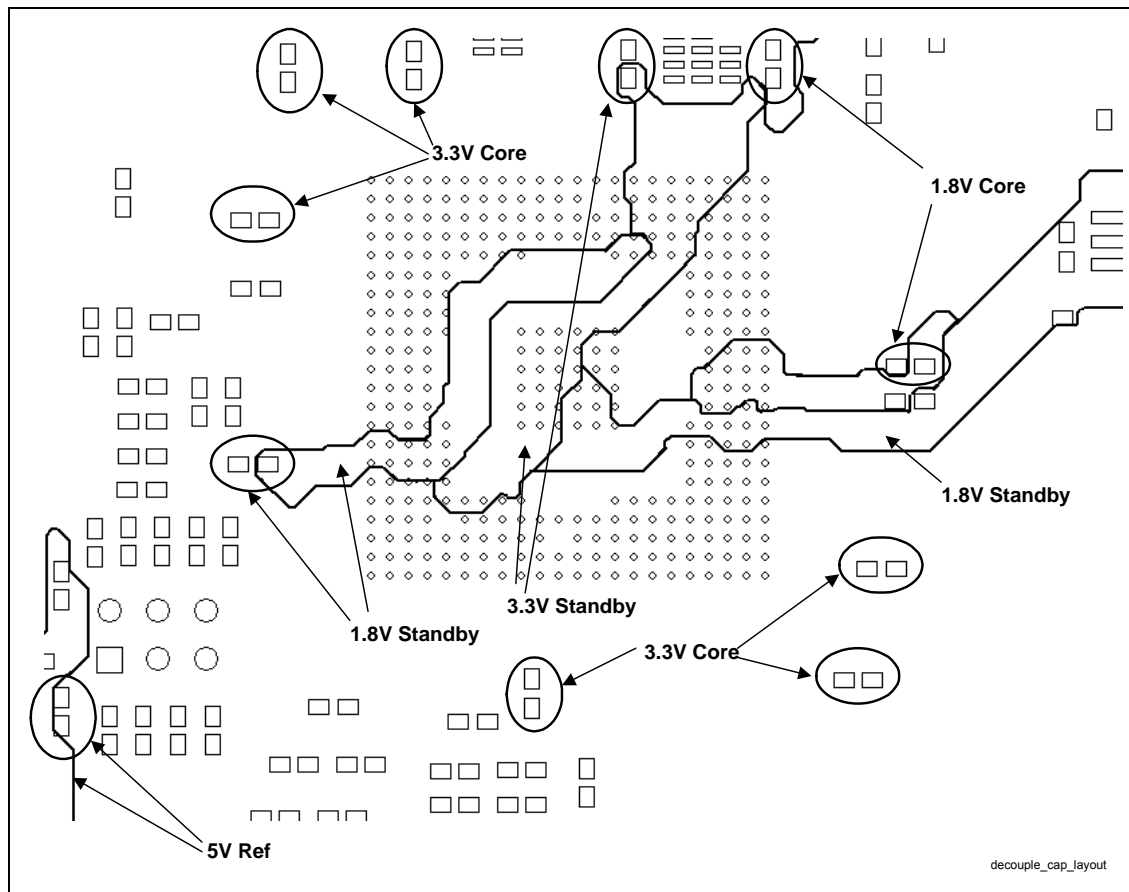 3.3V Core
1.8V Core
1.8V Standby
3.3V Standby
1.8V Standby
3.3V Core
5V Ref
decouple_cap_layout